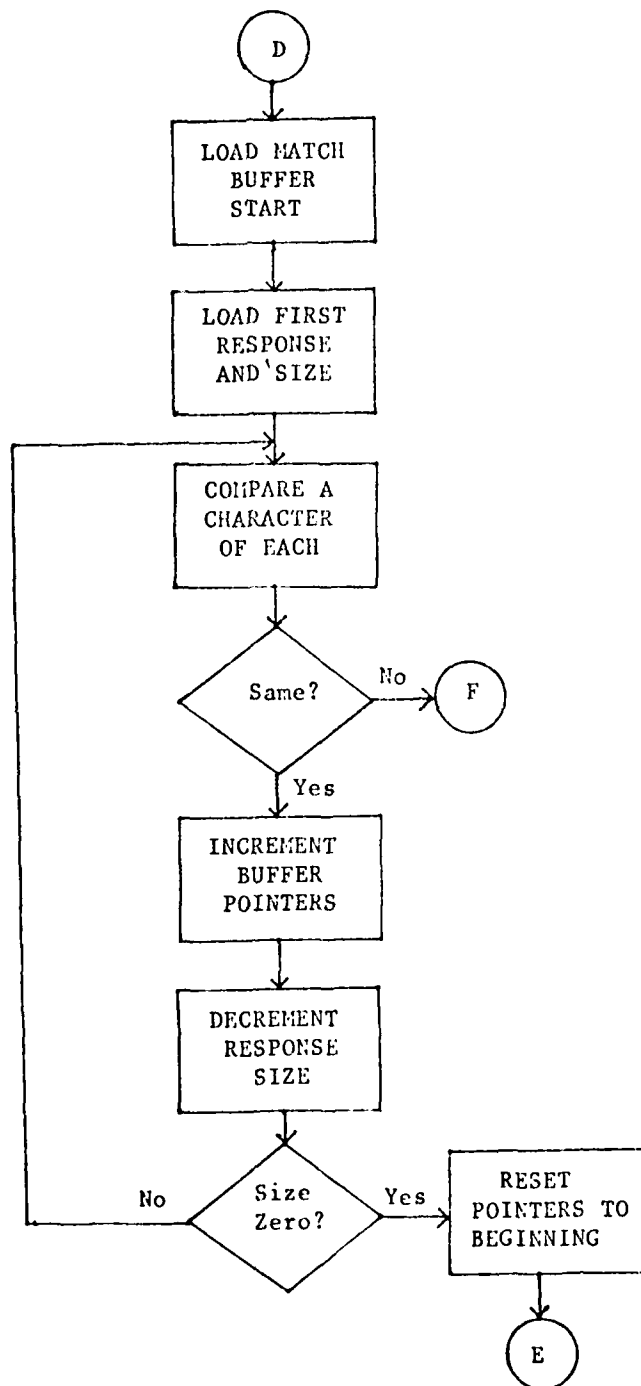 D
LOAD MATCH
BUFFER
START
LOAD FIRST
RESPONSE
AND SIZE
COMPARE A
CHARACTER
OF EACH
Same?
No
F
Yes
INCREMENT
BUFFER
POINTERS
DECREMENT
RESPONSE
SIZE
No
Size
Zero?
Yes
RESET
POINTERS TO
BEGINNING
E